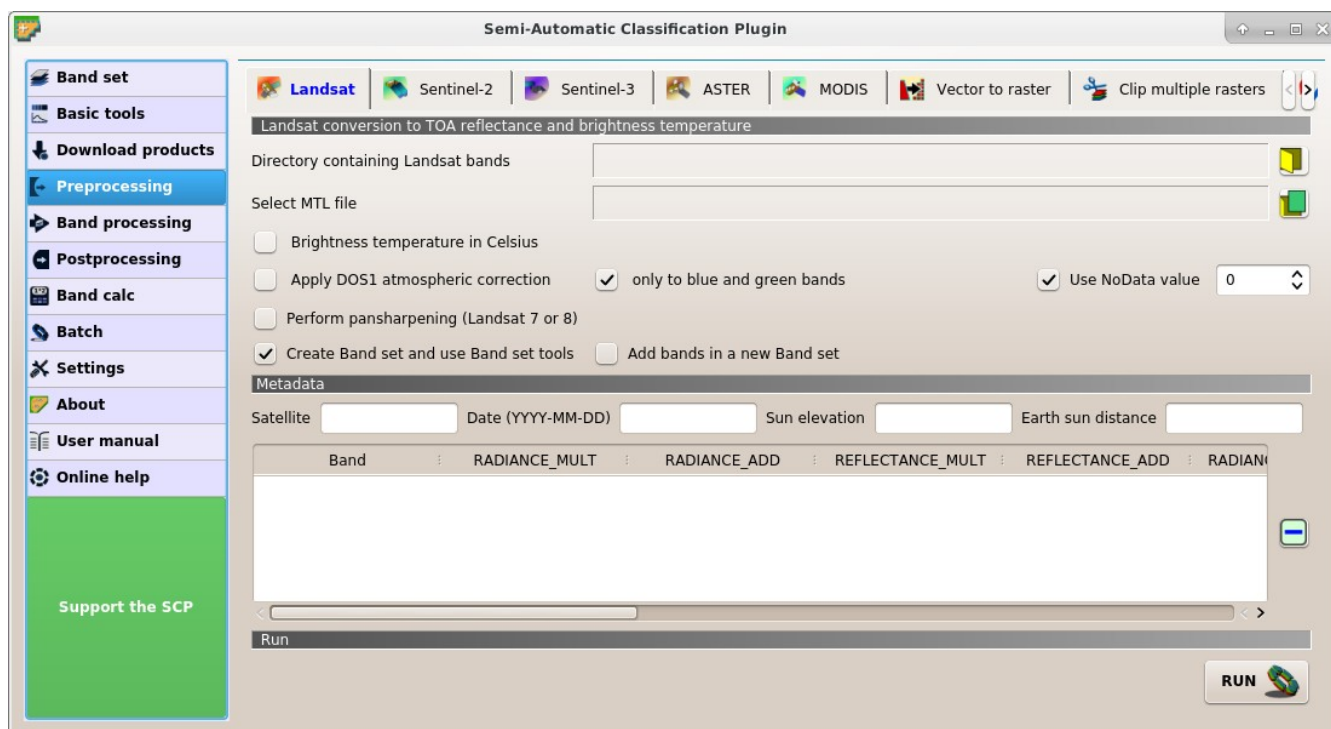 Semi-Automatic Classification Plugin
Band set
Basic tools
Download products
Preprocessing
Band processing
Postprocessing
Band calc
Batch
Settings
About
User manual
Online help
Support the SCP
Landsat Sentinel-2 Sentinel-3 ASTER MODIS Vector to raster Clip multiple rasters
Landsat conversion to TOA reflectance and brightness temperature
Directory containing Landsat bands
Select MTL file
Brightness temperature in Celsius
Apply DOS1 atmospheric correction only to blue and green bands Use NoData value 0
Perform pansharpening (Landsat 7 or 8)
Create Band set and use Band set tools Add bands in a new Band set
Metadata
Satellite Date (YYYY-MM-DD) Sun elevation Earth sun distance
Band RADIANCE_MULT RADIANCE_ADD REFLECTANCE_MULT REFLECTANCE_ADD RADIAN
Run
RUN